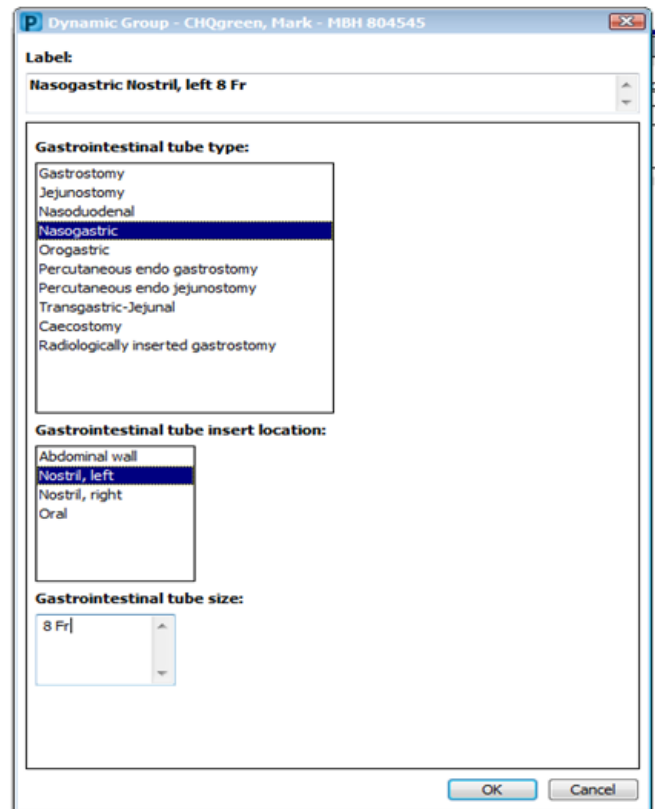 P Dynamic Group - CHQgreen, Mark - MBH 804545
Label:
Nasogastric Nostril, left 8 Fr
Gastrointestinal tube type:
Gastrostomy
Jejunostomy
Nasoduodenal
Nasogastric
Orogastric
Percutaneous endo gastrostomy
Percutaneous endo jejunostomy
Transgastric-Jejunal
Caecostomy
Radiologically inserted gastrostomy
Gastrointestinal tube insert location:
Abdominal wall
Nostril, left
Nostril, right
Oral
Gastrointestinal tube size:
8 Fr
OK Cancel